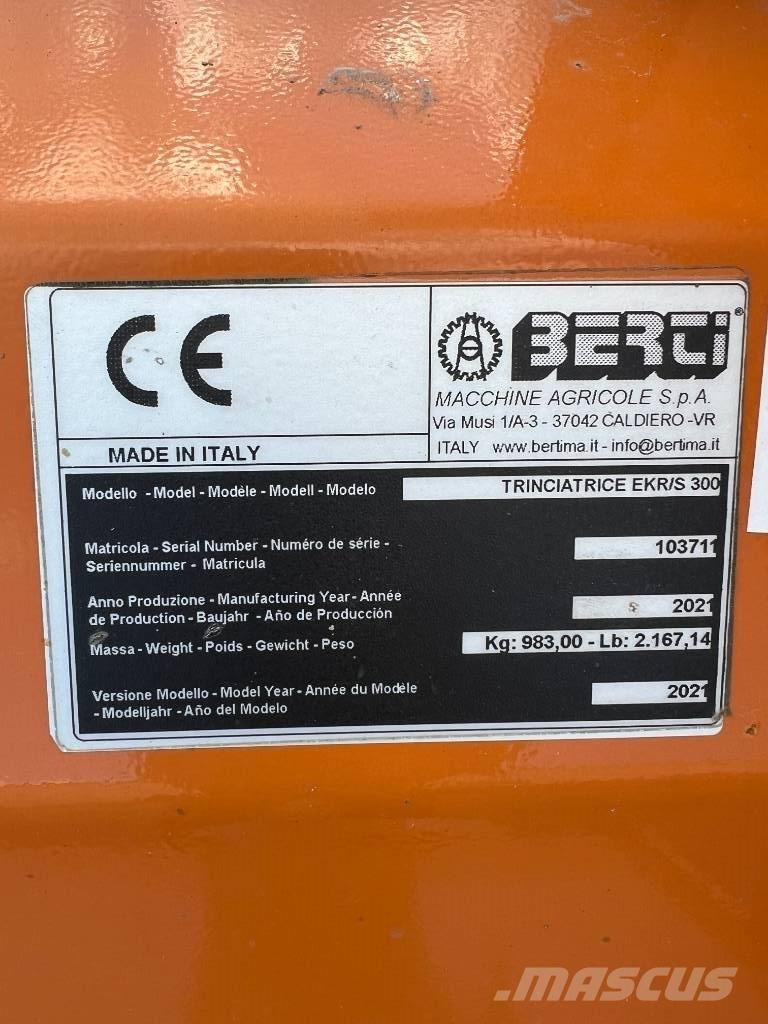 CE
BERTI®
MACCHINE AGRICOLE S.p.A.
Via Musi 1/A-3 - 37042 CALDIERO -VR
ITALY www.bertima.it - info@bertima.it
MADE IN ITALY
Modello - Model - Modèle - Modell - Modelo
TRINCIATRICE EKR/S 300
Matricola - Serial Number - Numéro de série -
Seriennummer - Matricula
103711
Anno Produzione - Manufacturing Year - Année
de Production - Baujahr - Año de Producción
2021
Massa - Weight - Poids - Gewicht - Peso
Kg: 983,00 - Lb: 2.167,14
Versione Modello - Model Year - Année du Modèle
- Modelljahr - Año del Modelo
2021
MASCUS